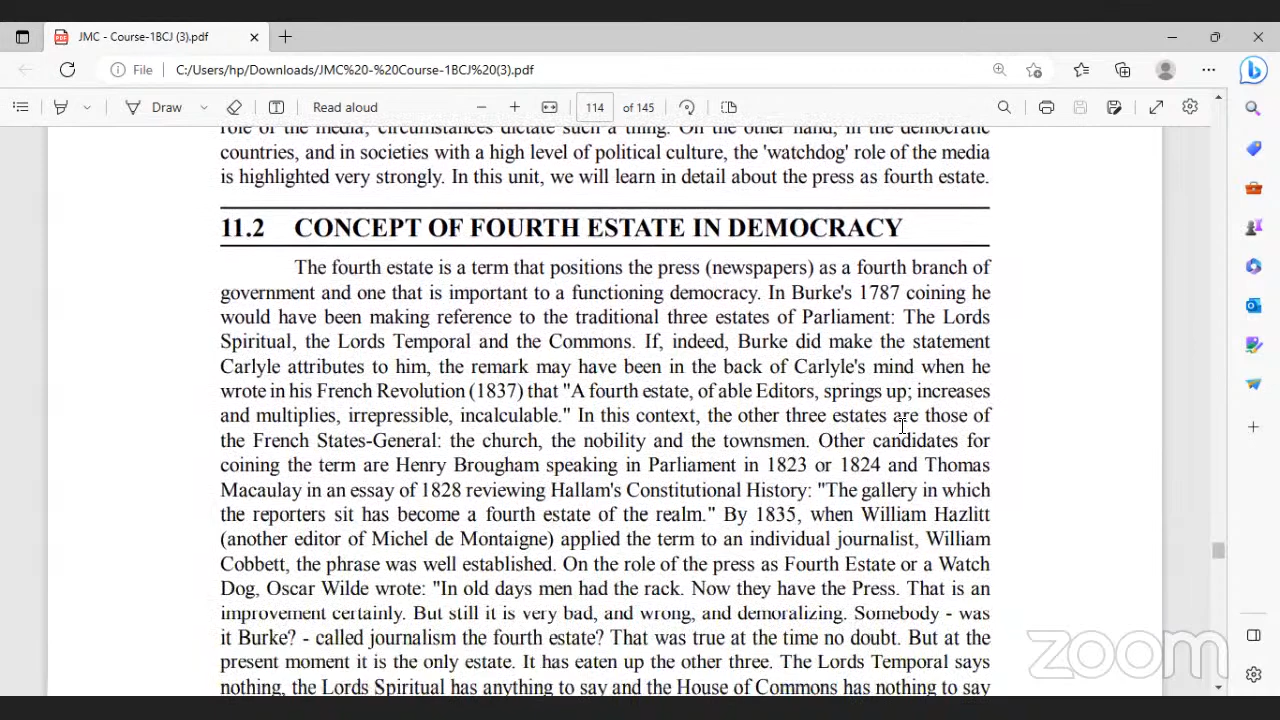 JMC - Course-1BCJ (3).pdf
File C:/Users/hp/Downloads/JMC%20-%20Course-1BCJ%20(3).pdf
Draw Read aloud 114 of 145
role of the media, circumstances dictate such a thing. On the other hand, in the democratic
countries, and in societies with a high level of political culture, the 'watchdog' role of the media
is highlighted very strongly. In this unit, we will learn in detail about the press as fourth estate.
11.2 CONCEPT OF FOURTH ESTATE IN DEMOCRACY
The fourth estate is a term that positions the press (newspapers) as a fourth branch of
government and one that is important to a functioning democracy. In Burke's 1787 coining he
would have been making reference to the traditional three estates of Parliament: The Lords
Spiritual, the Lords Temporal and the Commons. If, indeed, Burke did make the statement
Carlyle attributes to him, the remark may have been in the back of Carlyle's mind when he
wrote in his French Revolution (1837) that "A fourth estate, of able Editors, springs up; increases
and multiplies, irrepressible, incalculable." In this context, the other three estates are those of
the French States-General: the church, the nobility and the townsmen. Other candidates for
coining the term are Henry Brougham speaking in Parliament in 1823 or 1824 and Thomas
Macaulay in an essay of 1828 reviewing Hallam's Constitutional History: "The gallery in which
the reporters sit has become a fourth estate of the realm." By 1835, when William Hazlitt
(another editor of Michel de Montaigne) applied the term to an individual journalist, William
Cobbett, the phrase was well established. On the role of the press as Fourth Estate or a Watch
Dog, Oscar Wilde wrote: "In old days men had the rack. Now they have the Press. That is an
improvement certainly. But still it is very bad, and wrong, and demoralizing. Somebody - was
it Burke? - called journalism the fourth estate? That was true at the time no doubt. But at the
present moment it is the only estate. It has eaten up the other three. The Lords Temporal says
nothing, the Lords Spiritual has anything to say and the House of Commons has nothing to say
zoom